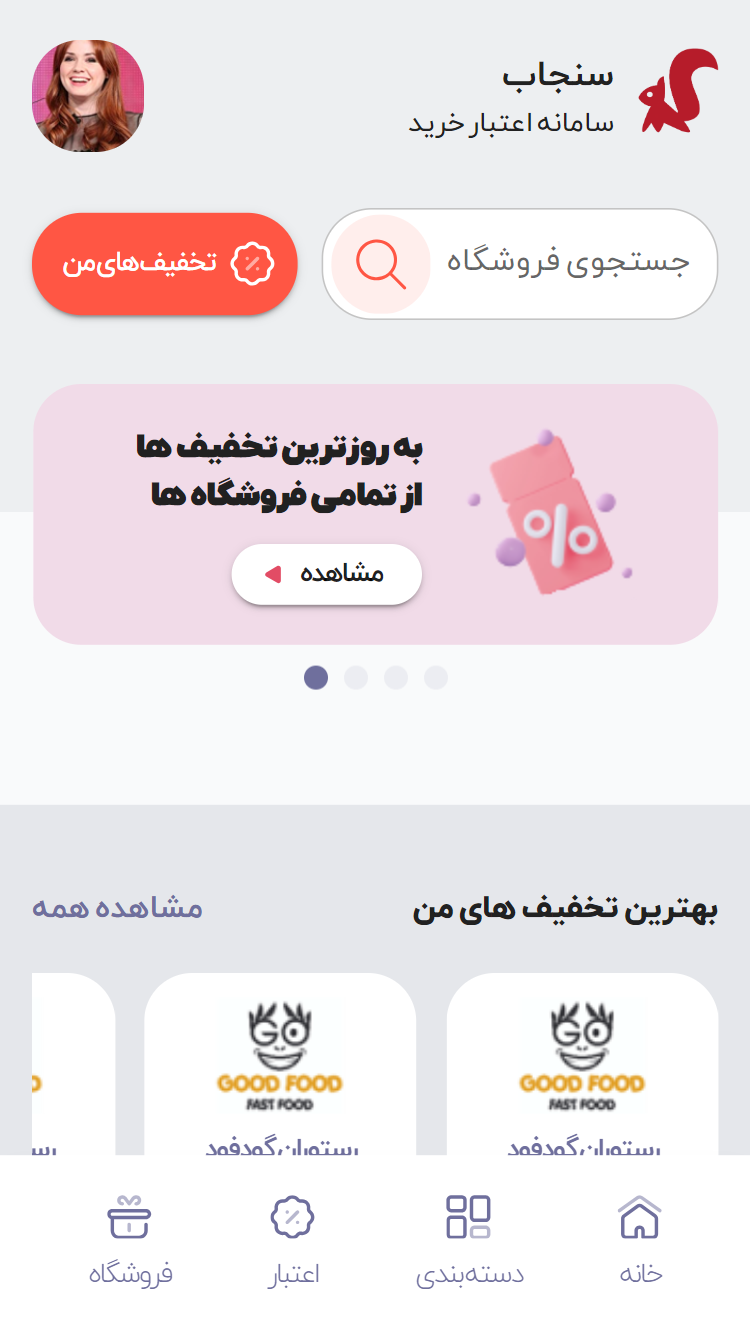 سنجاب
سامانه اعتبار خرید
جستجوی فروشگاه
تخفیف‌های‌من
به روزترین تخفیف ها
از تمامی فروشگاه ها
مشاهده
بهترین تخفیف های من
مشاهده همه
GOOD FOOD
FAST FOOD
رستوران گودفود
GOOD FOOD
FAST FOOD
رستوران گودفود
خانه
دسته‌بندی
اعتبار
فروشگاه